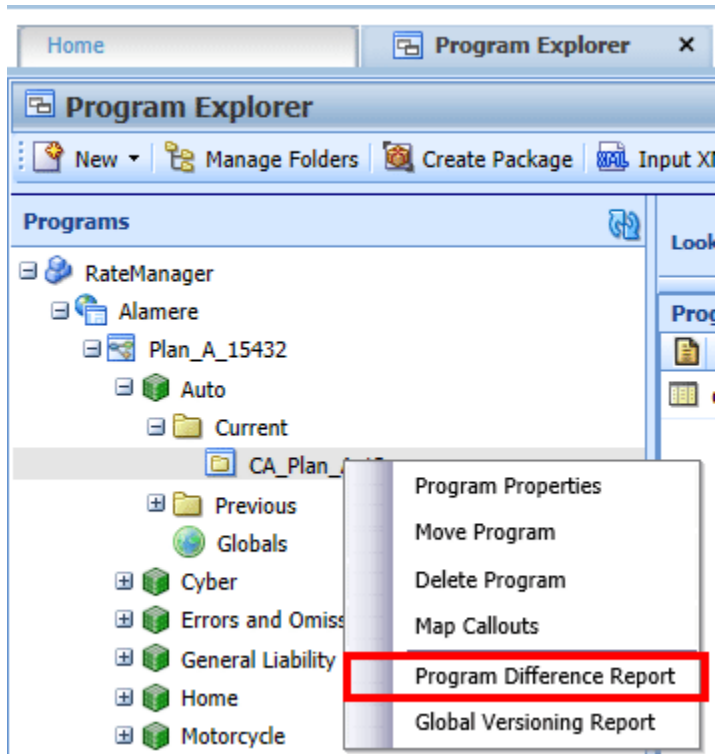 Home
Program Explorer
Program Explorer
New
Manage Folders
Create Package
Input
Programs
RateManager
Alamere
Plan_A_15432
Auto
Current
CA_Plan_
Previous
Globals
Cyber
Errors and Omiss
General Liability
Home
Motorcycle
Program Properties
Move Program
Delete Program
Map Callouts
Program Difference Report
Global Versioning Report
Look
Prog